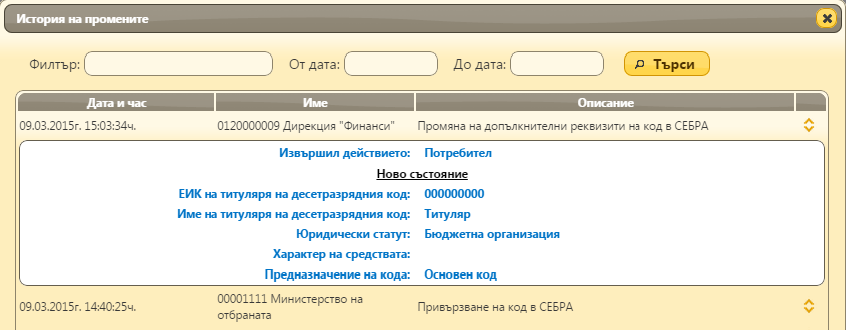 История на промените
Филтър: От дата: До дата: Търси
Дата и час Име Описание
09.03.2015г. 15:03:34ч. 0120000009 Дирекция "Финанси" Промяна на допълкнителни реквизити на код в СЕБРА
Извършил действието: Потребител
Ново състояние
ЕИК на титуляря на десетразрядния код: 000000000
Име на титуляря на десетразрядния код: Титуляр
Юридически статут: Бюджетна организация
Характер на средствата:
Предназначение на кода: Основен код
09.03.2015г. 14:40:25ч. 00001111 Министерство на отбраната Привързване на код в СЕБРА